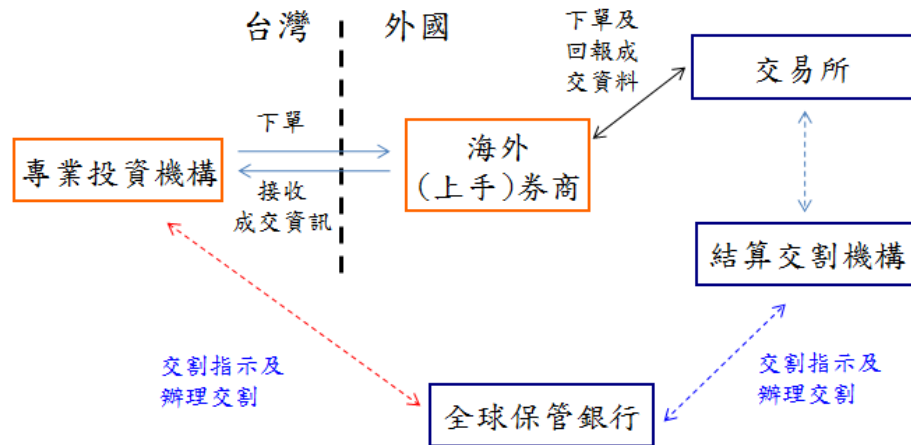 台灣
外國
下單及
回報成
交資料
交易所
下單
專業投資機構
海外
(上手)券商
接收
成交資訊
結算交割機構
交割指示及
辦理交割
交割指示及
辦理交割
全球保管銀行